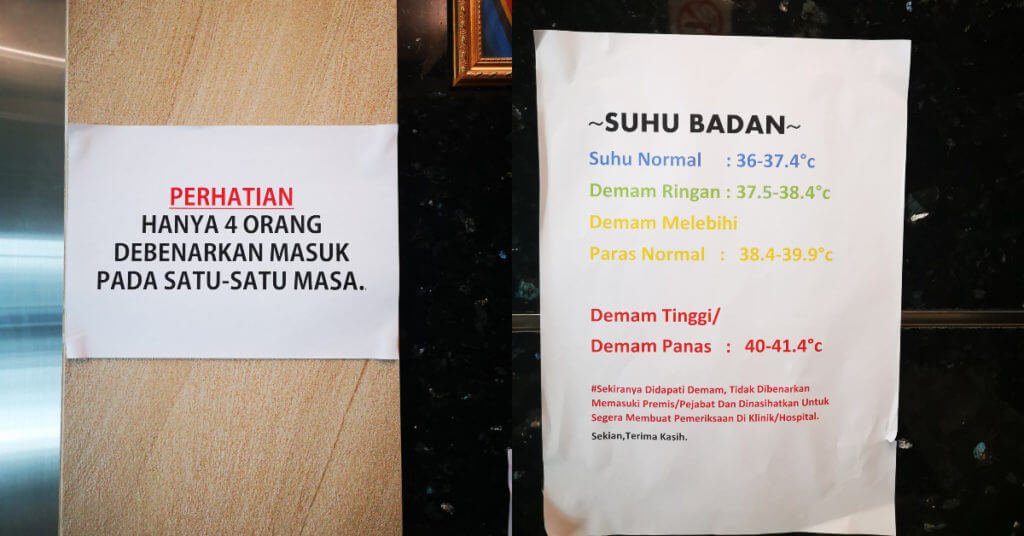 PERHATIAN
HANYA 4 ORANG
DEBENARKAN MASUK
PADA SATU-SATU MASA.
~SUHU BADAN~
Suhu Normal : 36-37.4°c
Demam Ringan : 37.5-38.4°c
Demam Melebihi
Paras Normal : 38.4-39.9°c
Demam Tinggi/
Demam Panas : 40-41.4°c
#Sekiranya Didapati Demam, Tidak Dibenarkan
Memasuki Premis/Pejabat Dan Dinasihatkan Untuk
Segera Membuat Pemeriksaan Di Klinik/Hospital.
Sekian,Terima Kasih.